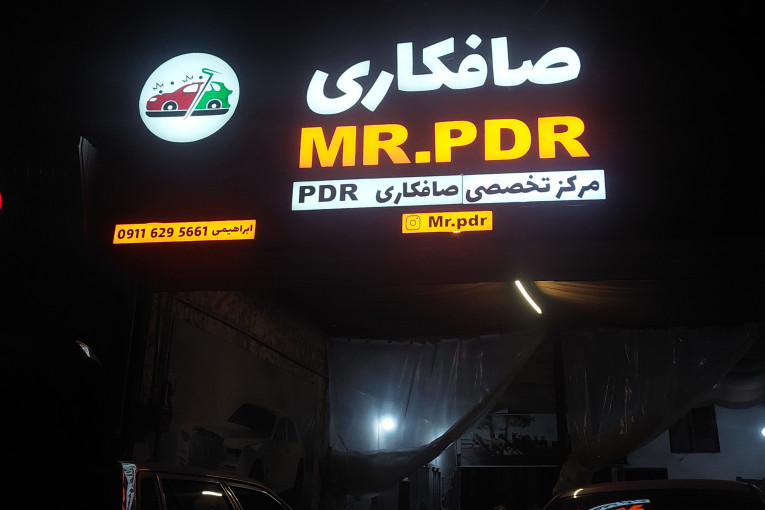 صافکاری
MR.PDR
مرکز تخصصی صافکاری PDR
Mr.pdr
ابراهیمی 0911 629 5661